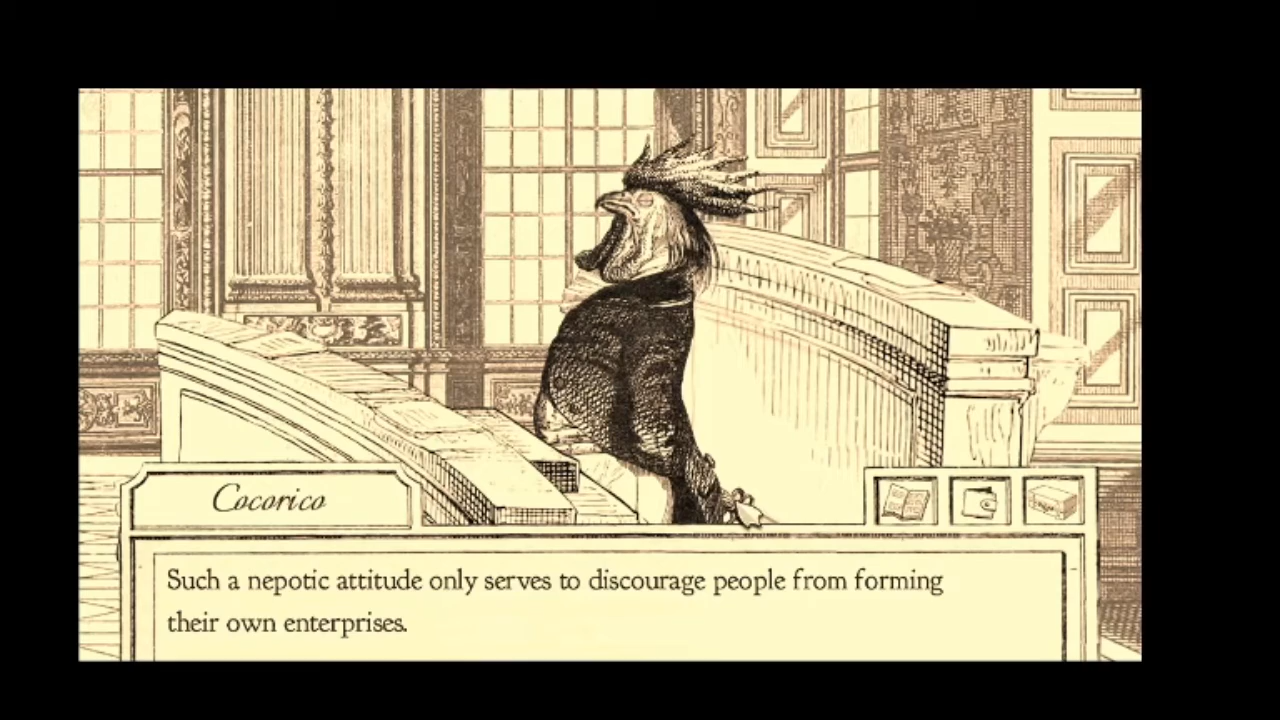 Cocorico
Such a nepotic attitude only serves to discourage people from forming
their own enterprises.